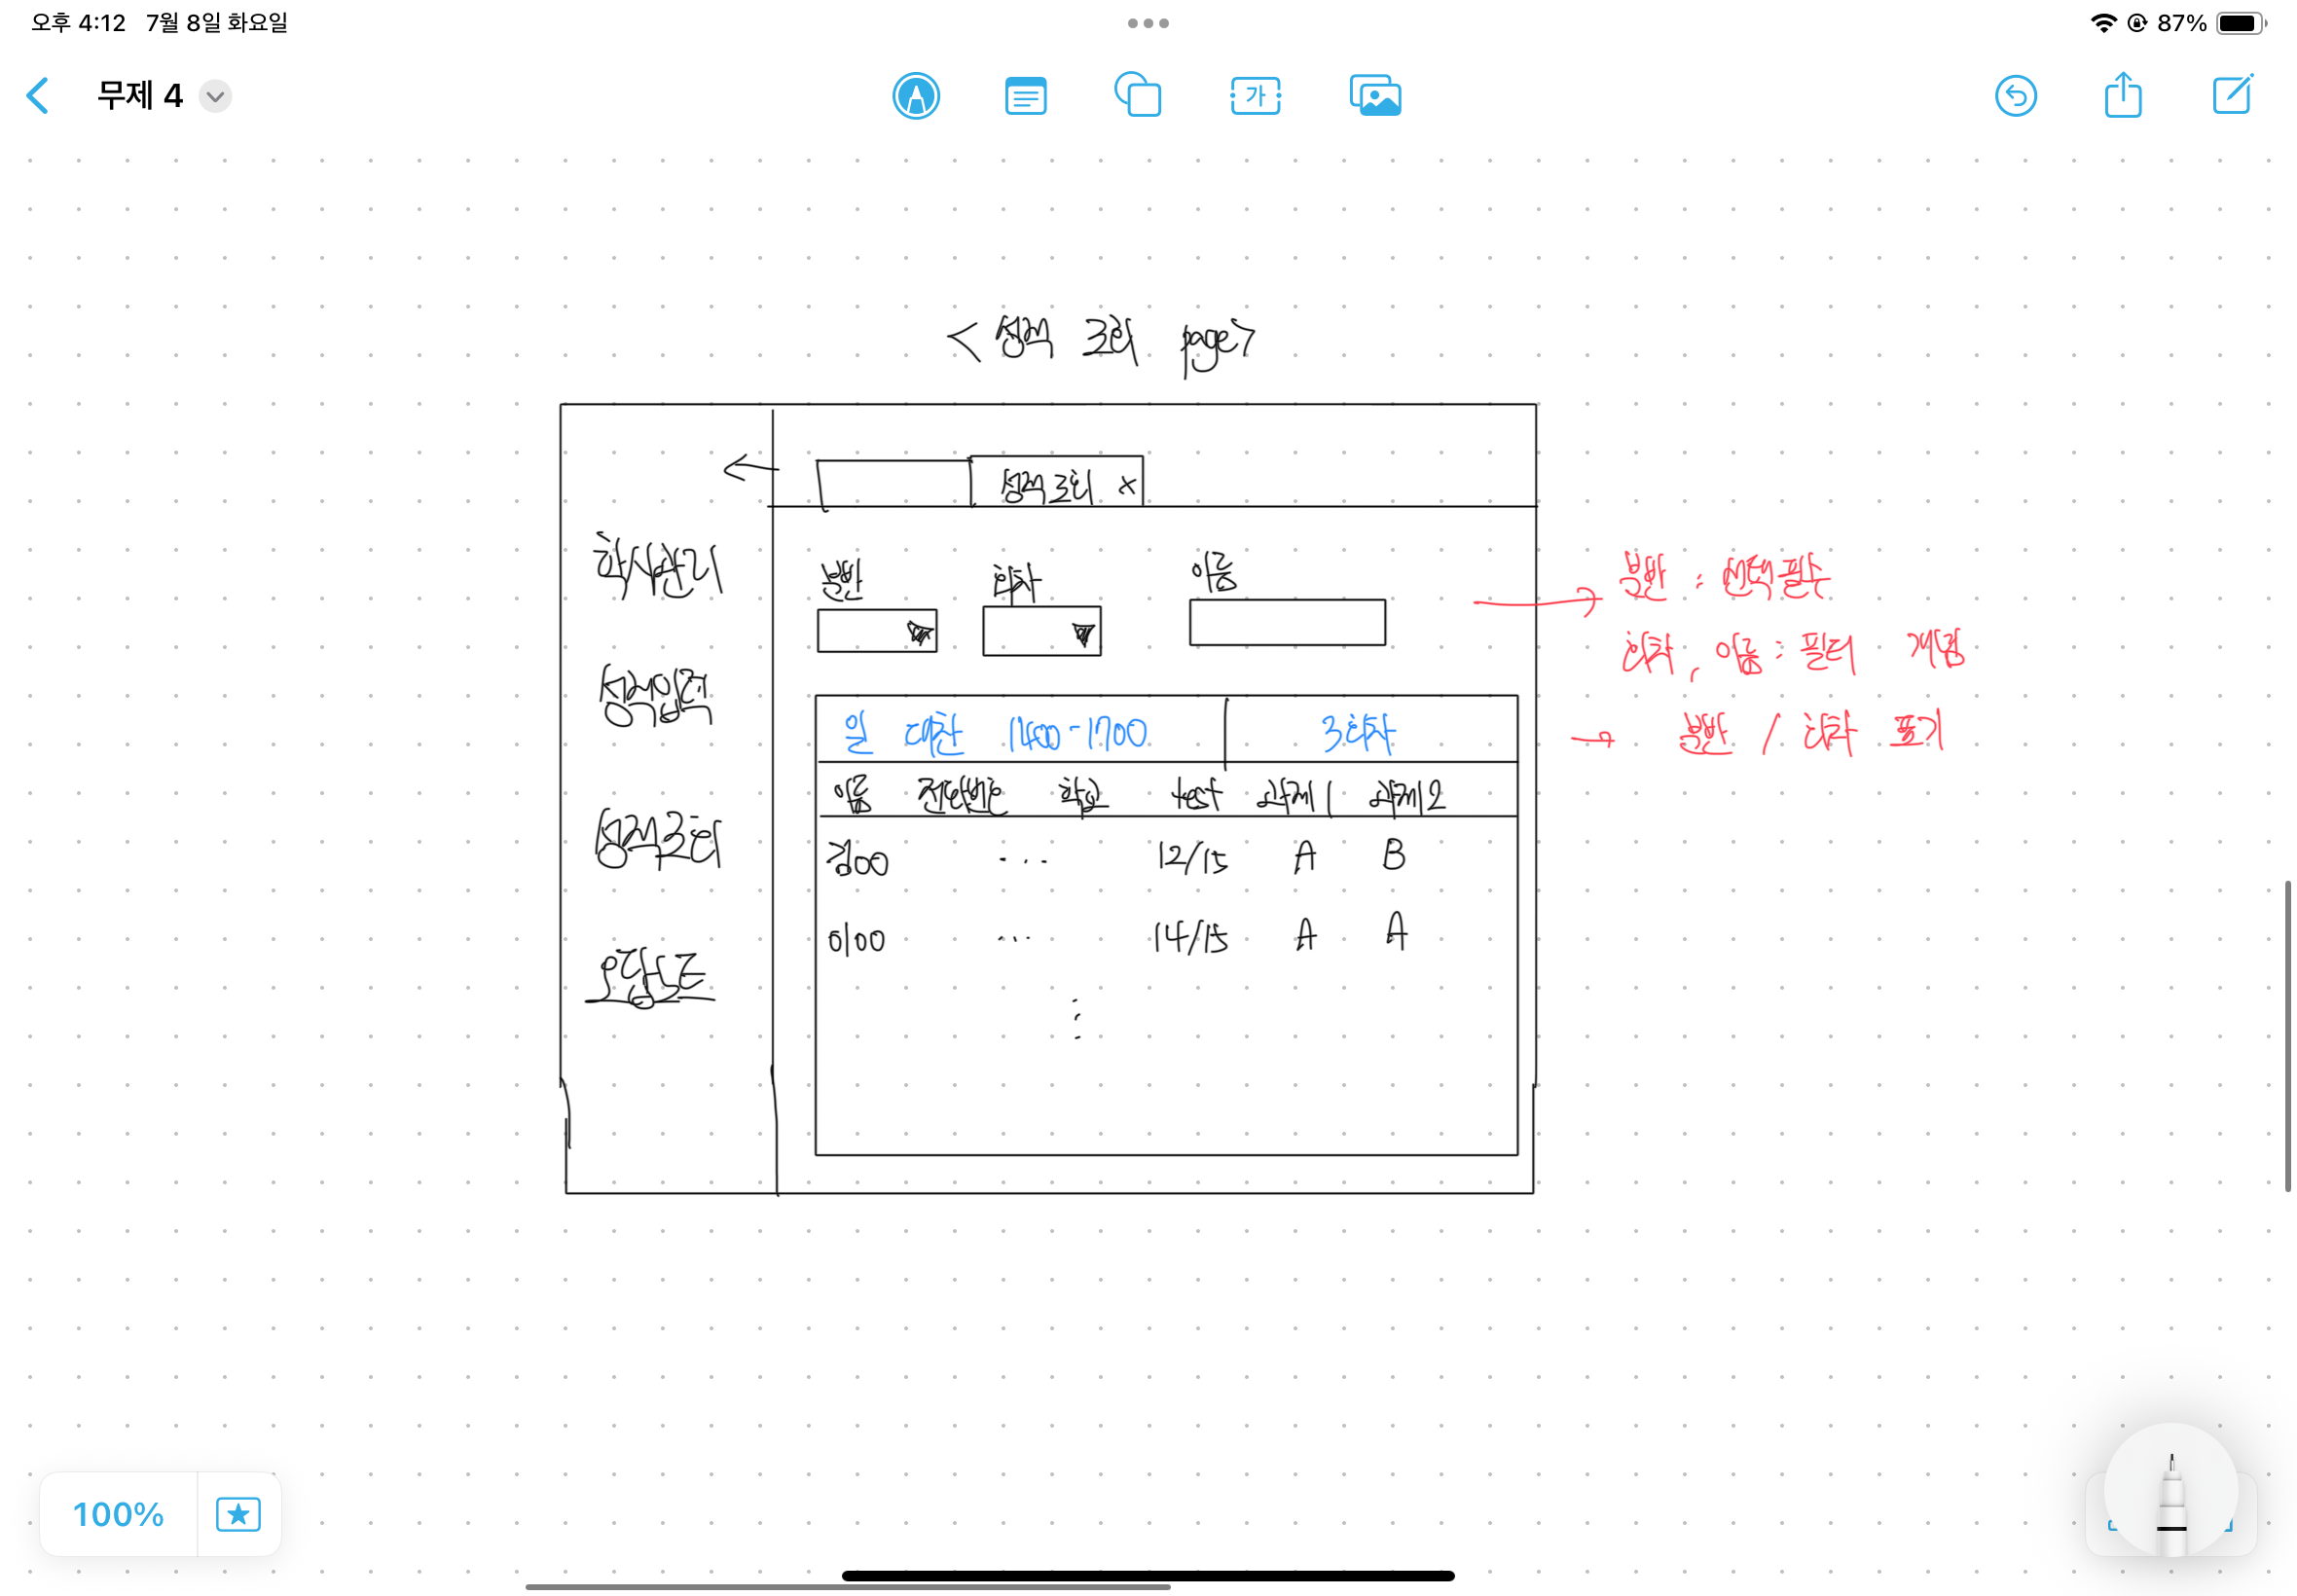 오후 4:12 7월 8일 화요일
87%
무제 4
가
<성적 조회 page>
성적조회 x
학사관리
성적입력
성적조회
오답노트
분반 회차 이름
분반 : 선택필수
회차, 이름 : 필터 개념
→ 분반 / 회차 표기
일 대찬 1400-1700 3회차
이름 전화번호 학교 test 과제1 과제2
김00 ... 12/15 A B
이00 ... 14/15 A A
100%